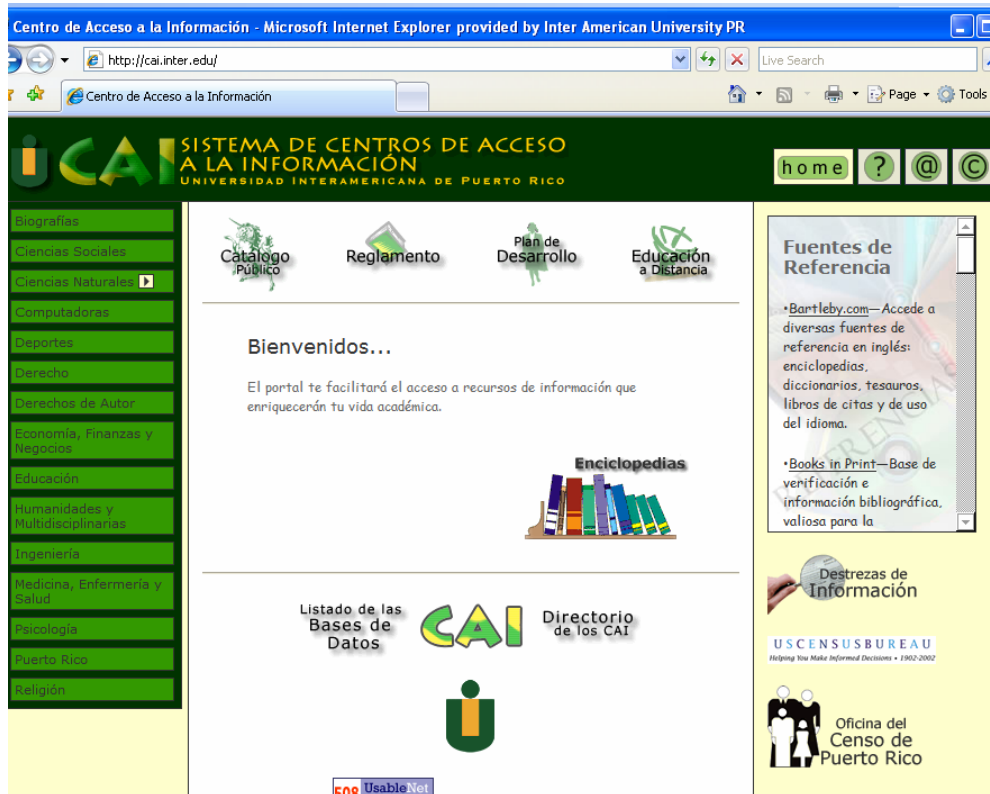 Centro de Acceso a la Información - Microsoft Internet Explorer provided by Inter American University PR
http://cai.inter.edu/
Live Search
Centro de Acceso a la Información
Page
Tools
CAI
SISTEMA DE CENTROS DE ACCESO
A LA INFORMACIÓN
UNIVERSIDAD INTERAMERICANA DE PUERTO RICO
home
?
@
©
Biografías
Ciencias Sociales
Ciencias Naturales
Computadoras
Deportes
Derecho
Derechos de Autor
Economía, Finanzas y
Negocios
Educación
Humanidades y
Multidisciplinarias
Ingeniería
Medicina, Enfermería y
Salud
Psicología
Puerto Rico
Religión
Catálogo
Público
Reglamento
Plan de
Desarrollo
Educación
a Distancia
Bienvenidos...
El portal te facilitará el acceso a recursos de información que
enriquecerán tu vida académica.
Enciclopedias
Listado de las
Bases de
Datos
CAI
Directorio
de los CAI
508 UsableNet
Fuentes de
Referencia
•Bartleby.com—Accede a
diversas fuentes de
referencia en inglés:
enciclopedias,
diccionarios, tesauros,
libros de citas y de uso
del idioma.
•Books in Print—Base de
verificación e
información bibliográfica,
valiosa para la
REFERENCIA
Destrezas de
Información
USCENSUSBUREAU
Helping You Make Informed Decisions • 1902-2002
Oficina del
Censo de
Puerto Rico